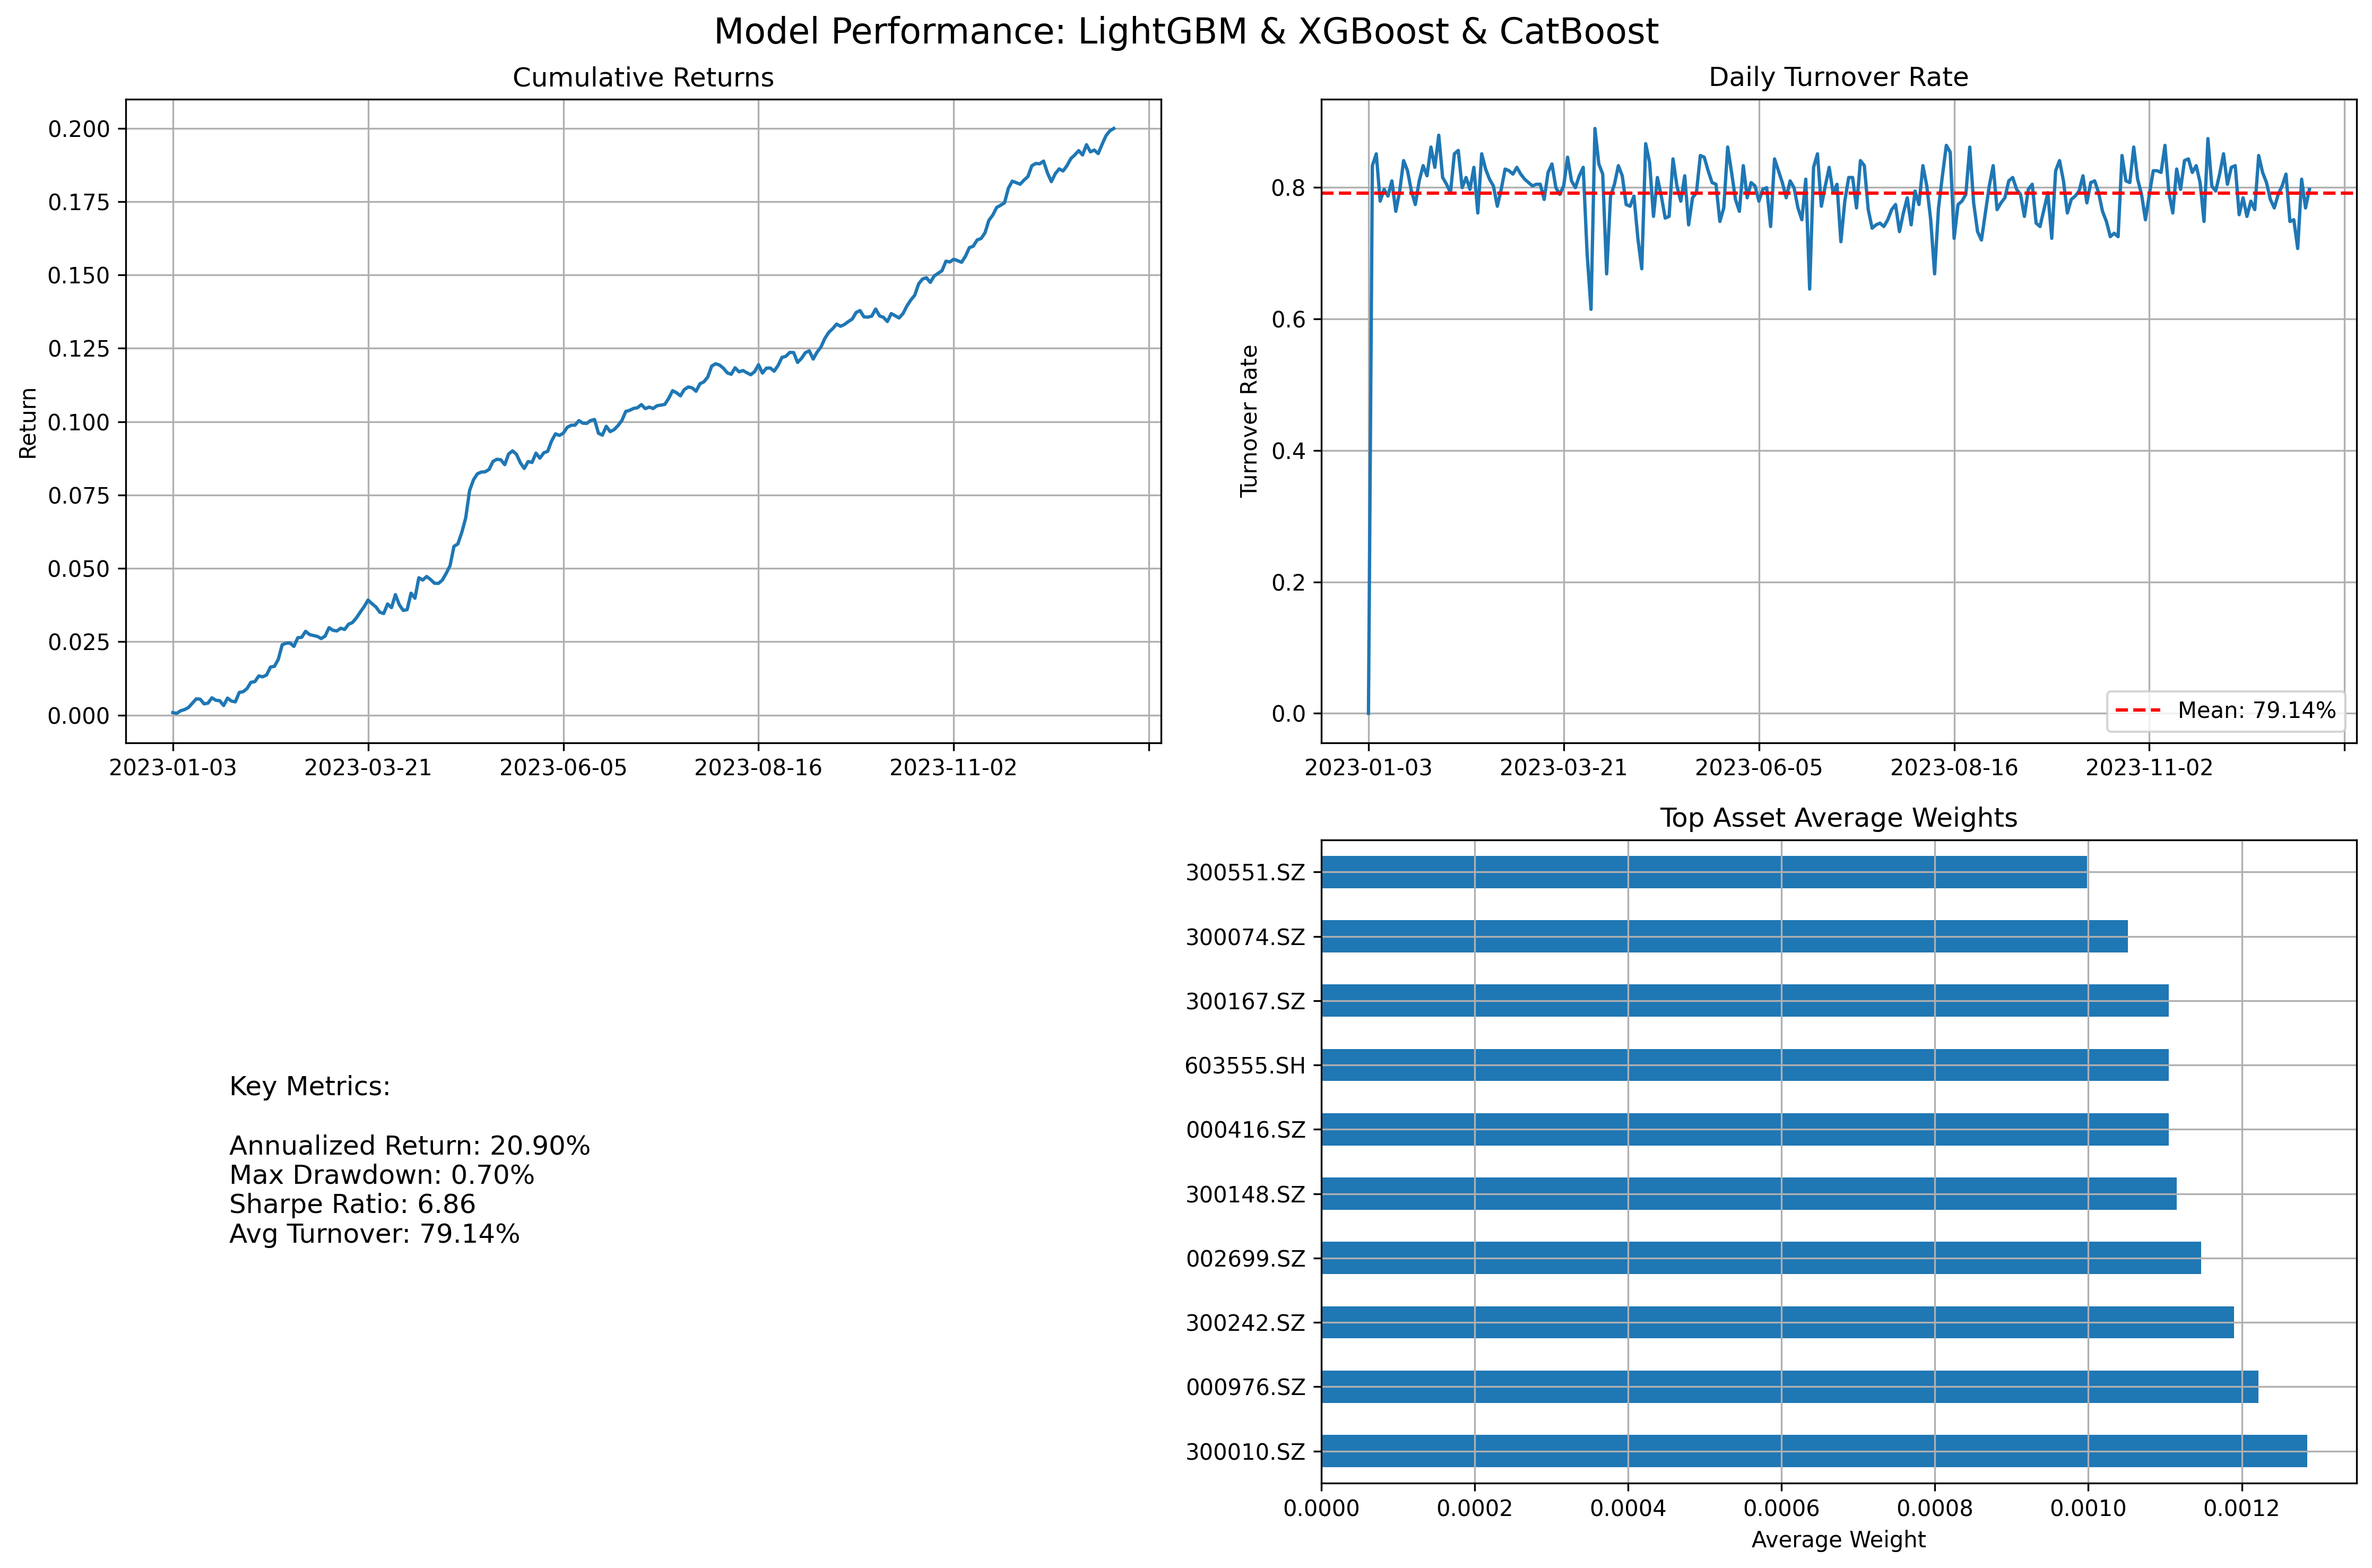 Model Performance: LightGBM & XGBoost & CatBoost
Cumulative Returns
Return
0.200
0.175
0.150
0.125
0.100
0.075
0.050
0.025
0.000
2023-01-03 2023-03-21 2023-06-05 2023-08-16 2023-11-02
Daily Turnover Rate
Turnover Rate
0.8
0.6
0.4
0.2
0.0
Mean: 79.14%
2023-01-03 2023-03-21 2023-06-05 2023-08-16 2023-11-02
Key Metrics:
Annualized Return: 20.90%
Max Drawdown: 0.70%
Sharpe Ratio: 6.86
Avg Turnover: 79.14%
Top Asset Average Weights
300551.SZ
300074.SZ
300167.SZ
603555.SH
000416.SZ
300148.SZ
002699.SZ
300242.SZ
000976.SZ
300010.SZ
0.0000 0.0002 0.0004 0.0006 0.0008 0.0010 0.0012
Average Weight